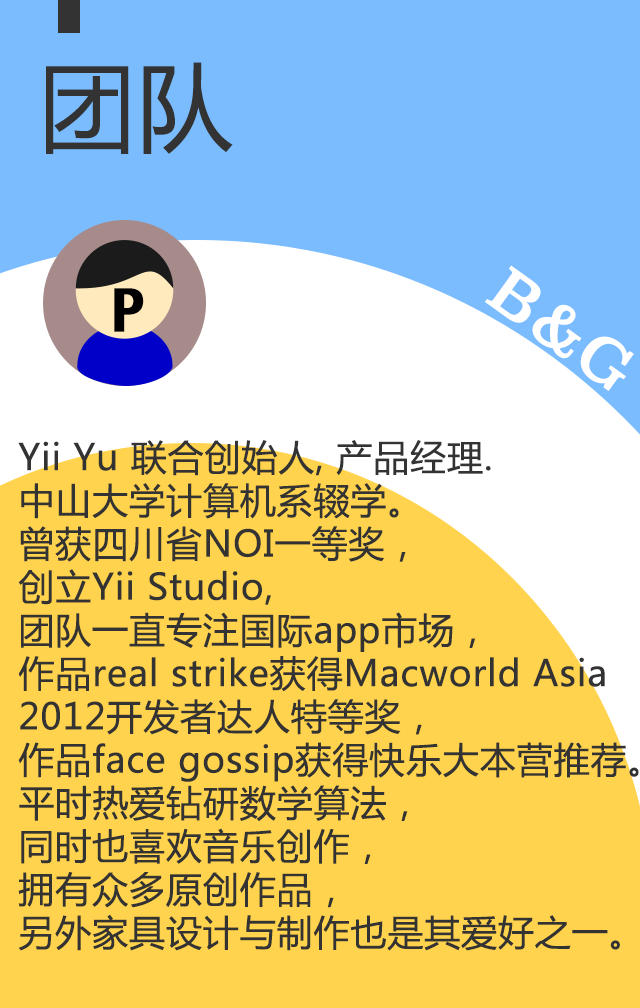 团队
P
B&G
Yii Yu 联合创始人, 产品经理.
中山大学计算机系辍学。
曾获四川省NOI一等奖，
创立Yii Studio,
团队一直专注国际app市场，
作品real strike获得Macworld Asia
2012开发者达人特等奖，
作品face gossip获得快乐大本营推荐。
平时热爱钻研数学算法，
同时也喜欢音乐创作，
拥有众多原创作品，
另外家具设计与制作也是其爱好之一。